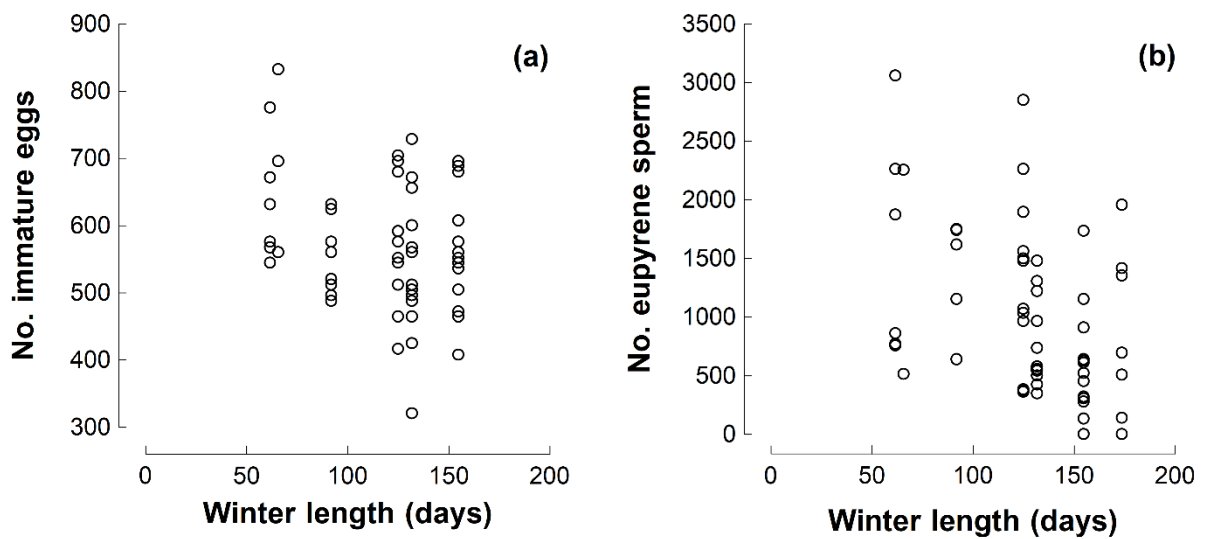 (a)
No. immature eggs
900
800
700
600
500
400
300
0 50 100 150 200
Winter length (days)
(b)
No. eupyrene sperm
3500
3000
2500
2000
1500
1000
500
0
0 50 100 150 200
Winter length (days)